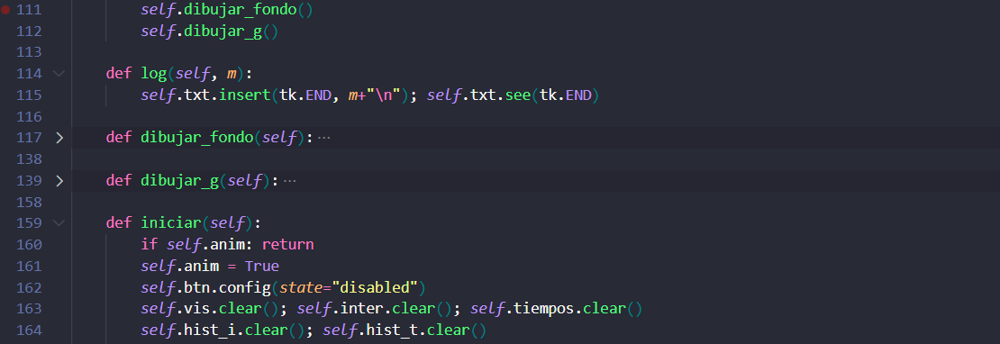 111 self.dibujar_fondo()
112 self.dibujar_g()
113
114 def log(self, m):
115 self.txt.insert(tk.END, m+"\n"); self.txt.see(tk.END)
116
117 def dibujar_fondo(self): ···
138
139 def dibujar_g(self): ···
158
159 def iniciar(self):
160 if self.anim: return
161 self.anim = True
162 self.btn.config(state="disabled")
163 self.vis.clear(); self.inter.clear(); self.tiempos.clear()
164 self.hist_i.clear(); self.hist_t.clear()